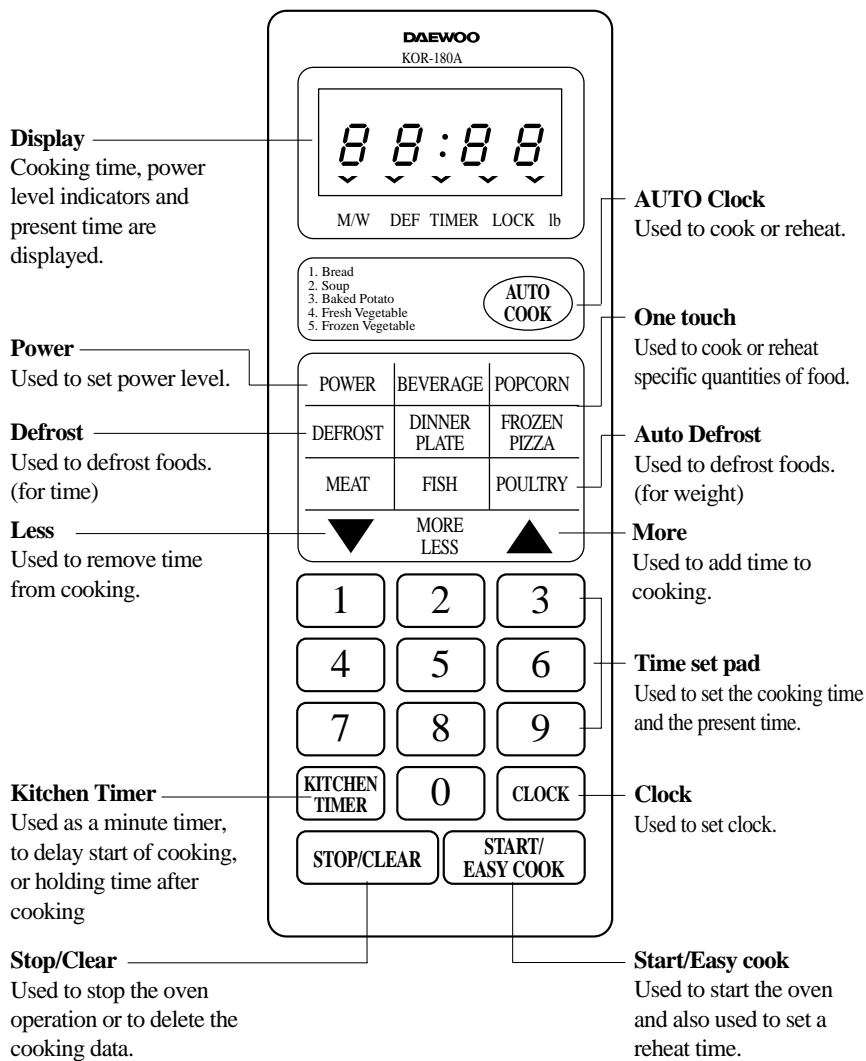 DAEWOO
KOR-180A
88:88
M/W DEF TIMER LOCK lb
1. Bread
2. Soup
3. Baked Potato
4. Fresh Vegetable
5. Frozen Vegetable
AUTO
COOK
POWER BEVERAGE POPCORN
DEFROST DINNER PLATE FROZEN PIZZA
MEAT FISH POULTRY
MORE
LESS
1 2 3
4 5 6
7 8 9
KITCHEN TIMER 0 CLOCK
STOP/CLEAR START/ EASY COOK
Display
Cooking time, power
level indicators and
present time are
displayed.
Power
Used to set power level.
Defrost
Used to defrost foods.
(for time)
Less
Used to remove time
from cooking.
Kitchen Timer
Used as a minute timer,
to delay start of cooking,
or holding time after
cooking
Stop/Clear
Used to stop the oven
operation or to delete the
cooking data.
AUTO Clock
Used to cook or reheat.
One touch
Used to cook or reheat
specific quantities of food.
Auto Defrost
Used to defrost foods.
(for weight)
More
Used to add time to
cooking.
Time set pad
Used to set the cooking time
and the present time.
Clock
Used to set clock.
Start/Easy cook
Used to start the oven
and also used to set a
reheat time.